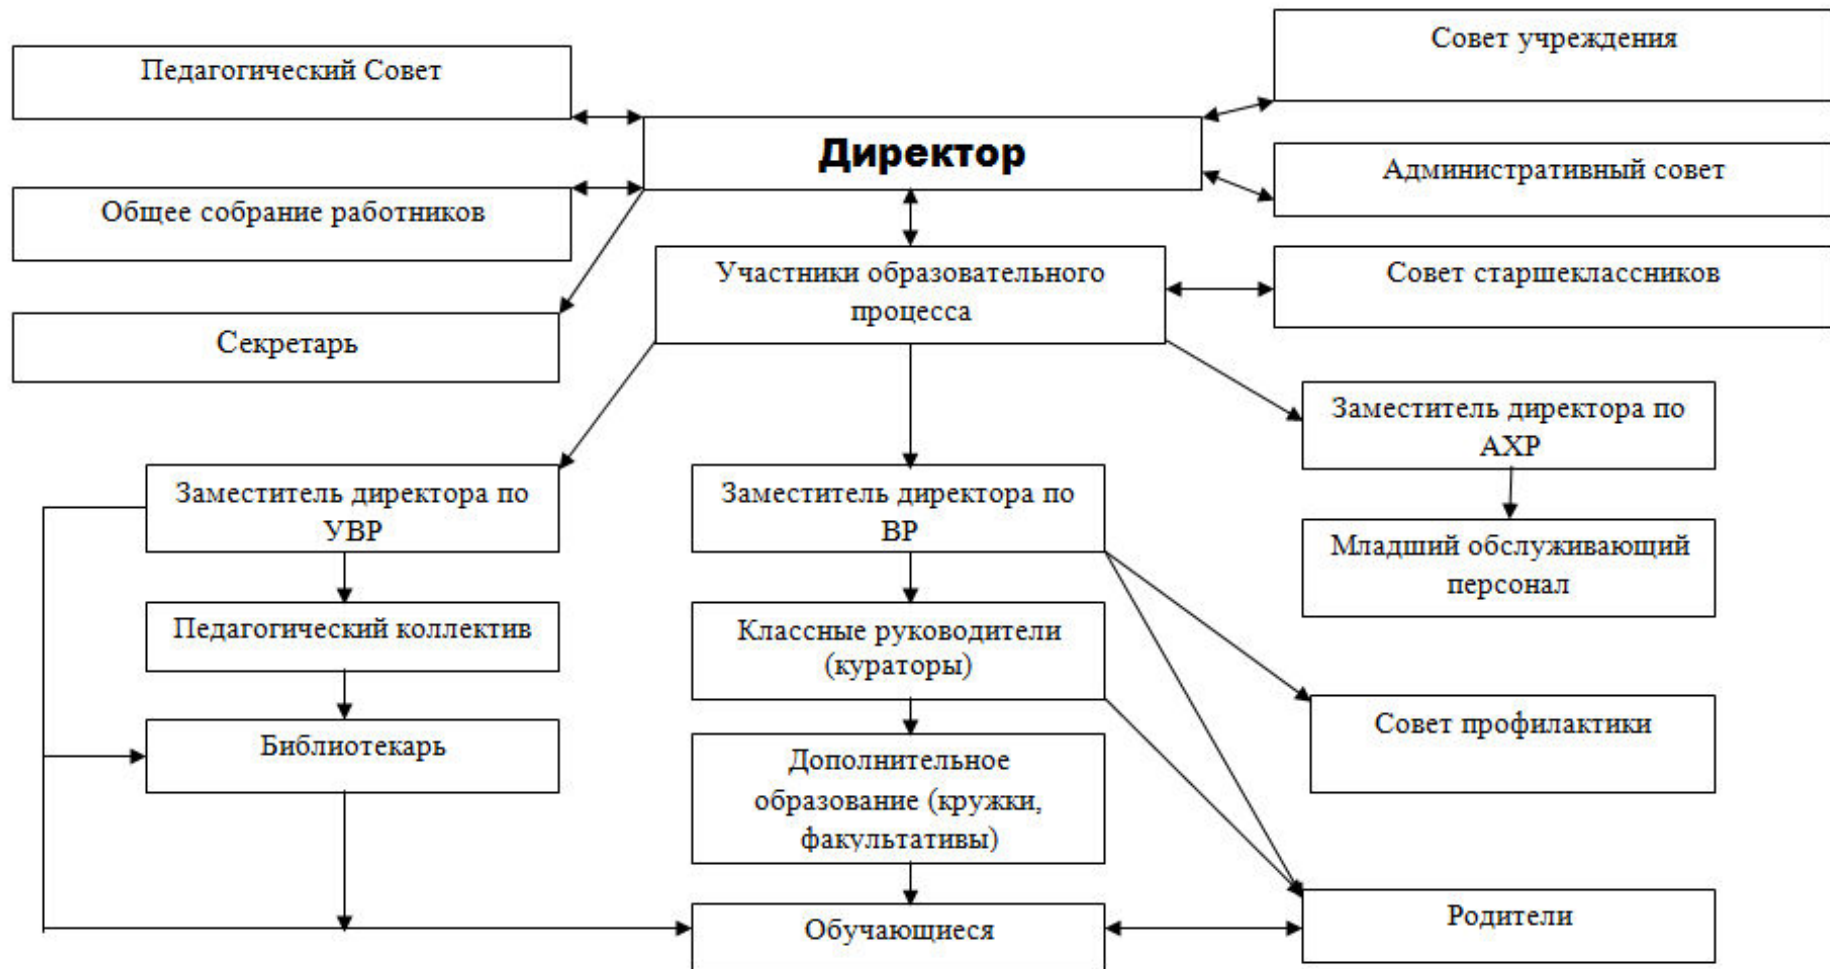 Совет учреждения
Педагогический Совет
Директор
Административный совет
Общее собрание работников
Участники образовательного
процесса
Совет старшеклассников
Секретарь
Заместитель директора по
АХР
Заместитель директора по
УВР
Заместитель директора по
ВР
Младший обслуживающий
персонал
Педагогический коллектив
Классные руководители
(кураторы)
Совет профилактики
Библиотекарь
Дополнительное
образование (кружки,
факультативы)
Родители
Обучающиеся